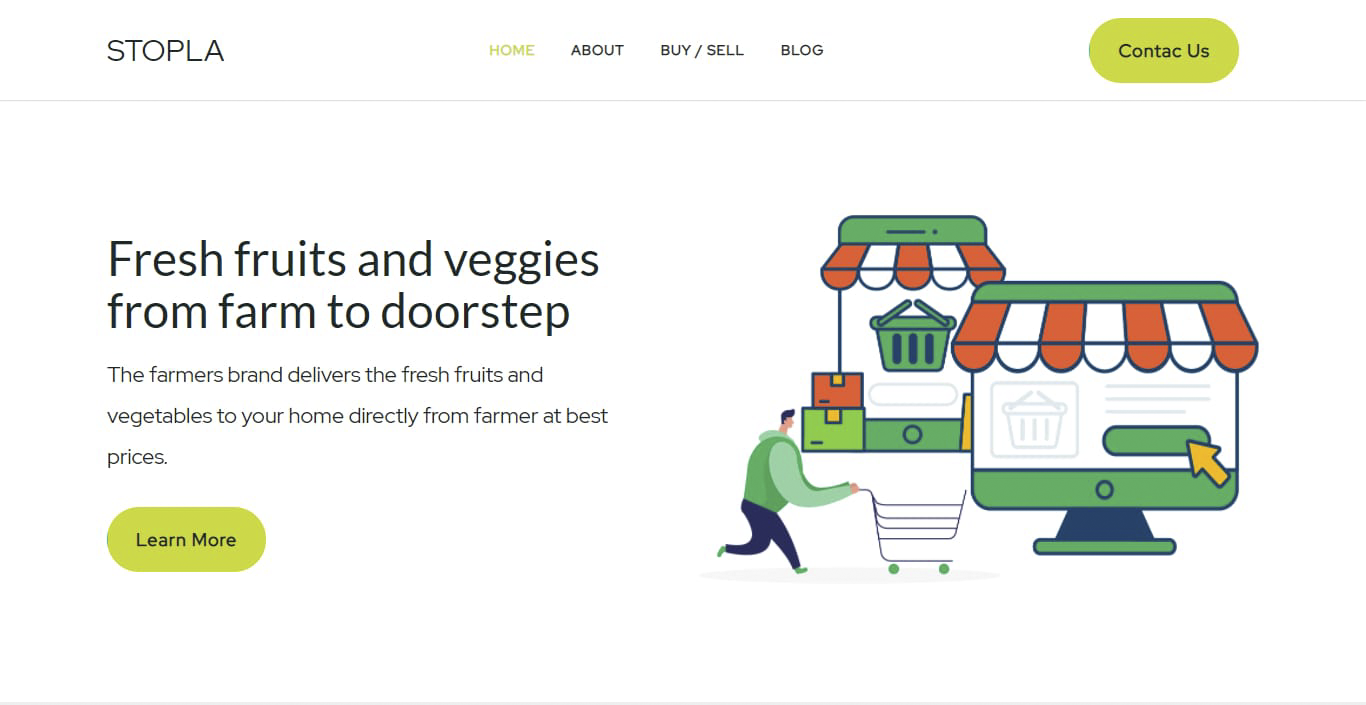 STOPLA
HOME
ABOUT
BUY / SELL
BLOG
Contac Us
Fresh fruits and veggies
from farm to doorstep
The farmers brand delivers the fresh fruits and
vegetables to your home directly from farmer at best
prices.
Learn More